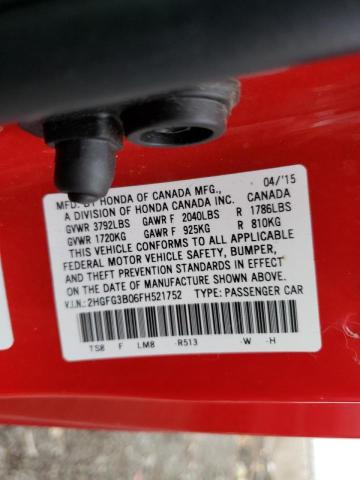 MFD. BY HONDA OF CANADA MFG., 04/'15
A DIVISION OF HONDA CANADA INC. CANADA
GVWR 3792LBS GAWR F 2040LBS R 1786LBS
GVWR 1720KG GAWR F 925KG R 810KG
THIS VEHICLE CONFORMS TO ALL APPLICABLE
FEDERAL MOTOR VEHICLE SAFETY, BUMPER,
AND THEFT PREVENTION STANDARDS IN EFFECT
ON THE DATE OF MANUFACTURE SHOWN ABOVE.
V.I.N.: 2HGFG3B06FH521752 TYPE: PASSENGER CAR
TS8 F LM8 -R513 -W -H